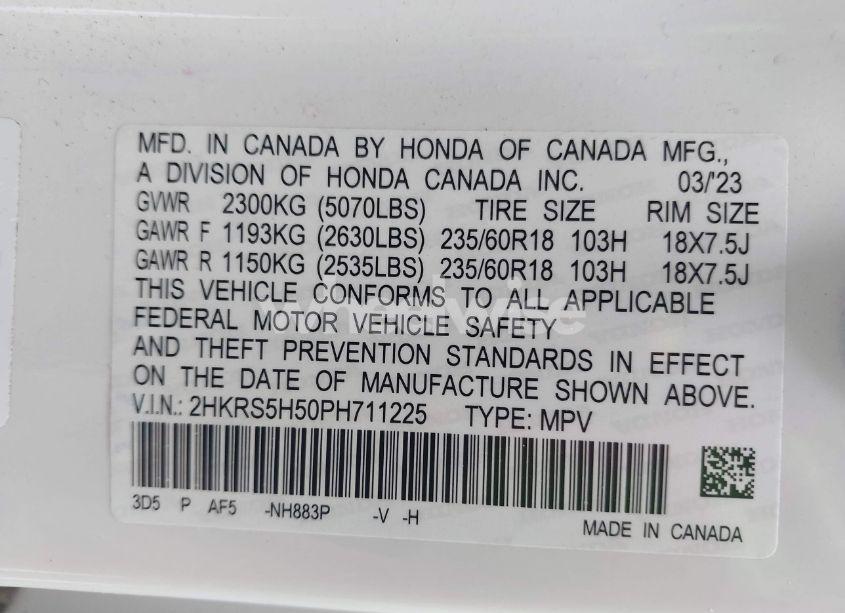 MFD. IN CANADA BY HONDA OF CANADA MFG.,
A DIVISION OF HONDA CANADA INC. 03/'23
GVWR 2300KG (5070LBS) TIRE SIZE RIM SIZE
GAWR F 1193KG (2630LBS) 235/60R18 103H 18X7.5J
GAWR R 1150KG (2535LBS) 235/60R18 103H 18X7.5J
THIS VEHICLE CONFORMS TO ALL APPLICABLE
FEDERAL MOTOR VEHICLE SAFETY
AND THEFT PREVENTION STANDARDS IN EFFECT
ON THE DATE OF MANUFACTURE SHOWN ABOVE.
V.I.N.: 2HKRS5H50PH711225 TYPE: MPV
3D5 P AF5 -NH883P -V -H
MADE IN CANADA